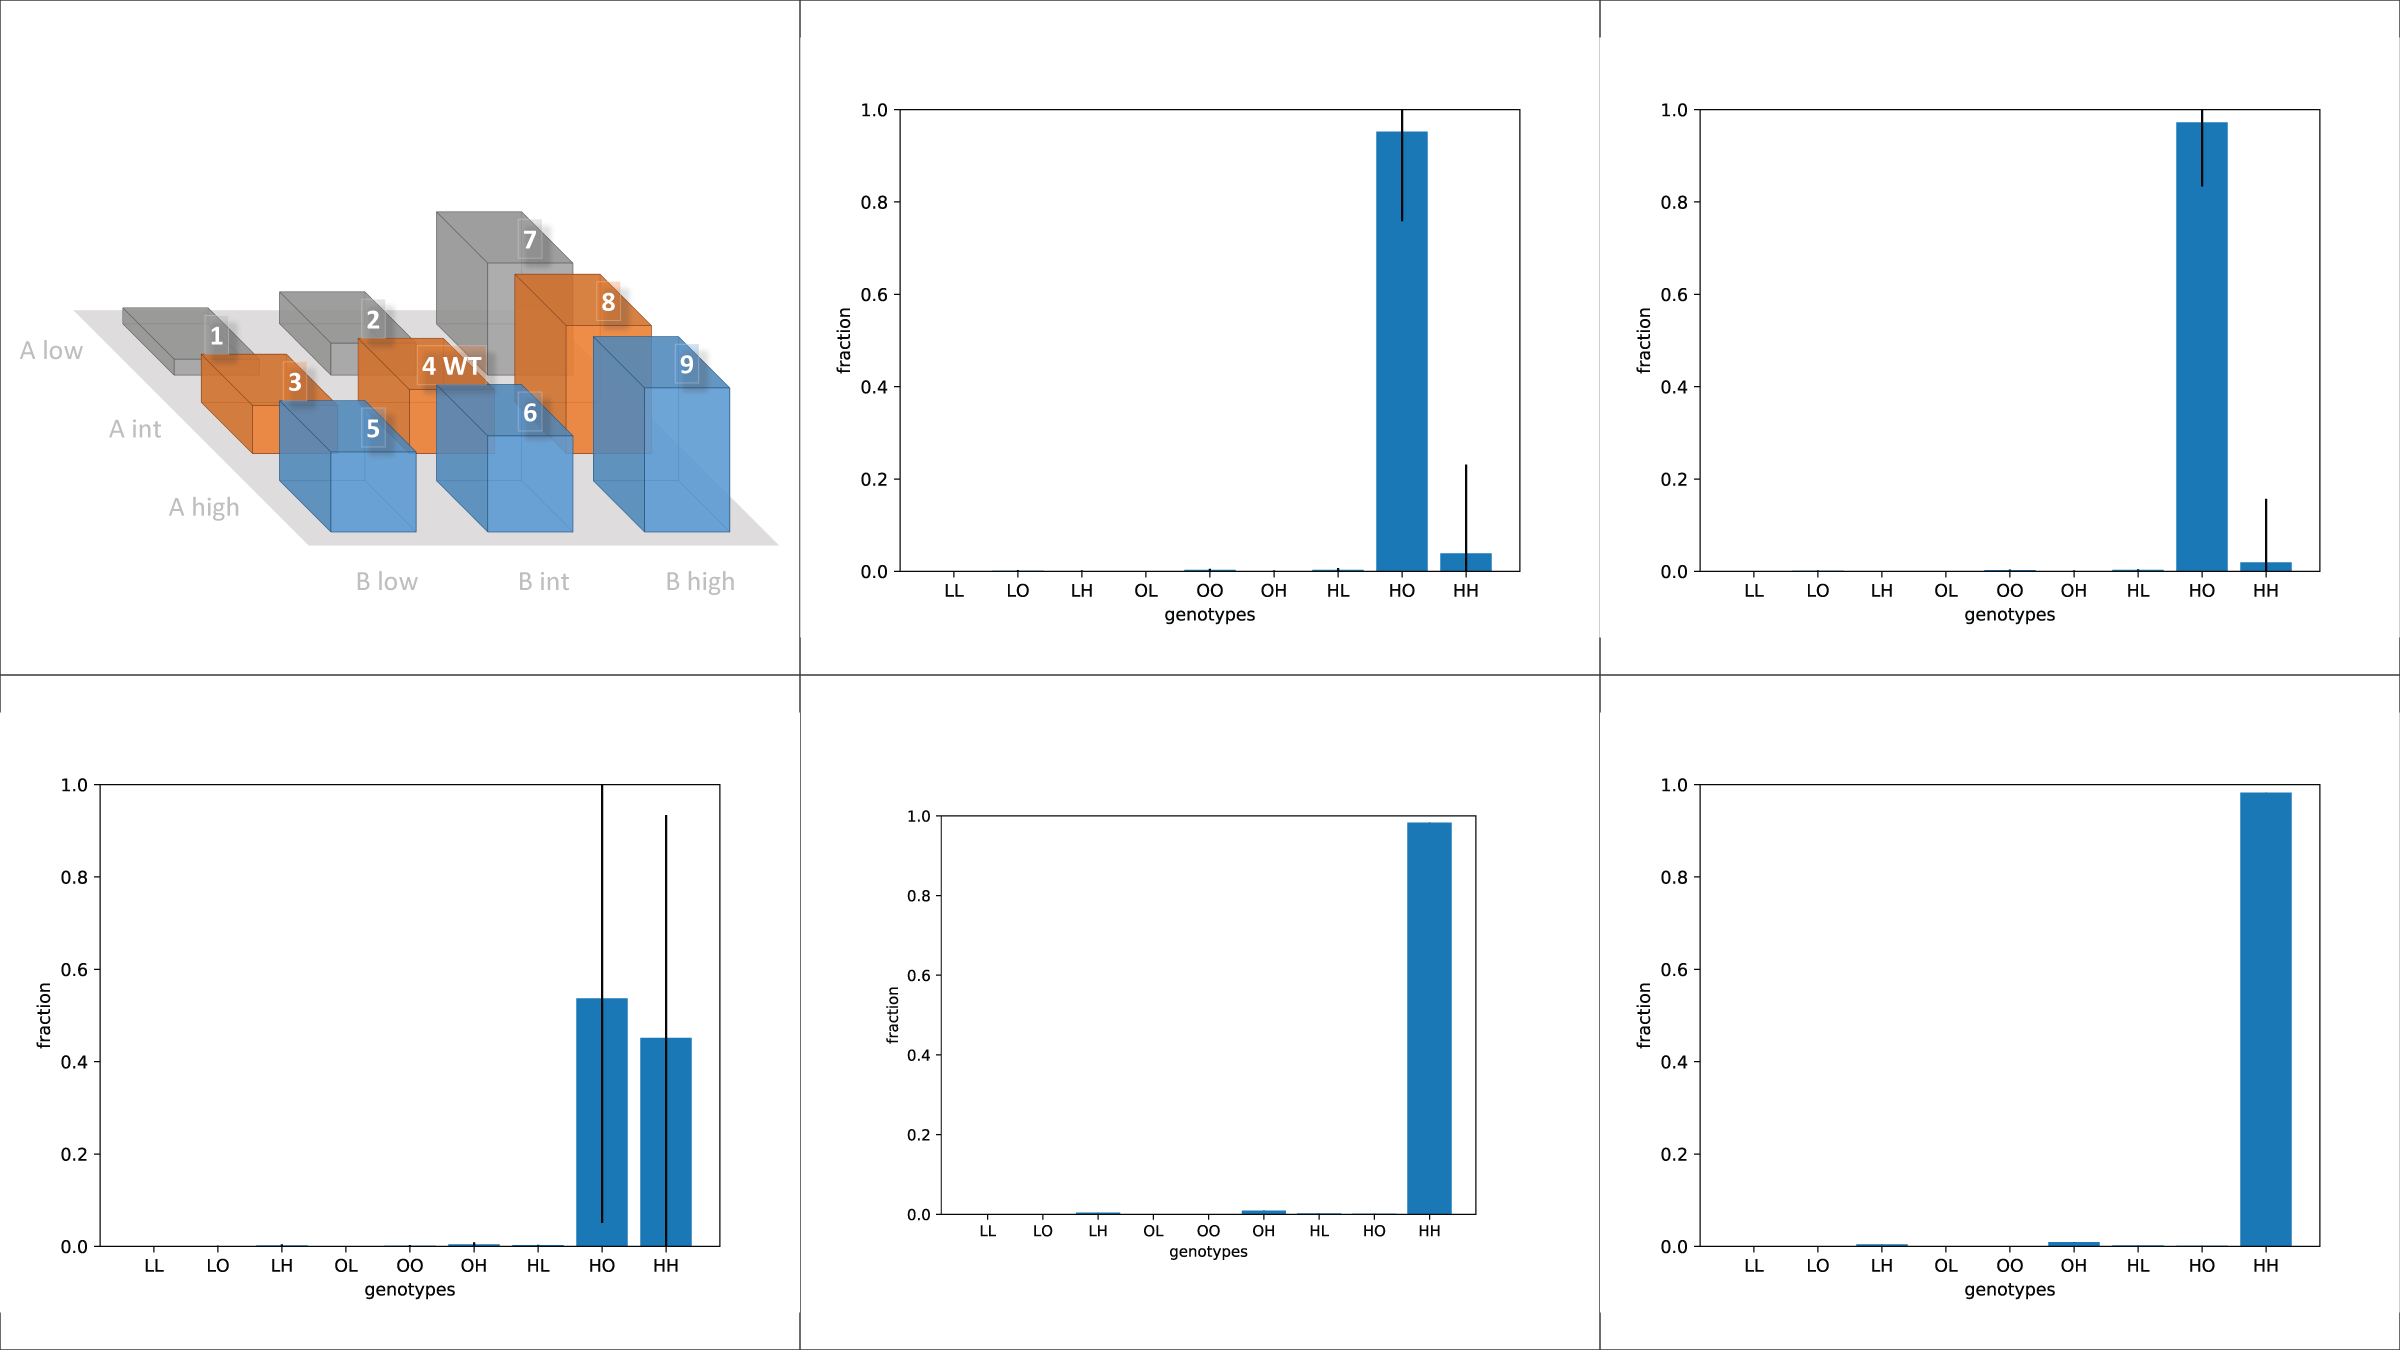 7
8
2
1
9
4 WT
A low
3
6
5
A int
A high
B low
B int
B high
1.0
0.8
0.6
0.4
0.2
0.0
fraction
LL LO LH OL OO OH HL HO HH
genotypes
1.0
0.8
0.6
0.4
0.2
0.0
fraction
LL LO LH OL OO OH HL HO HH
genotypes
1.0
0.8
0.6
0.4
0.2
0.0
fraction
LL LO LH OL OO OH HL HO HH
genotypes
1.0
0.8
0.6
0.4
0.2
0.0
fraction
LL LO LH OL OO OH HL HO HH
genotypes
1.0
0.8
0.6
0.4
0.2
0.0
fraction
LL LO LH OL OO OH HL HO HH
genotypes